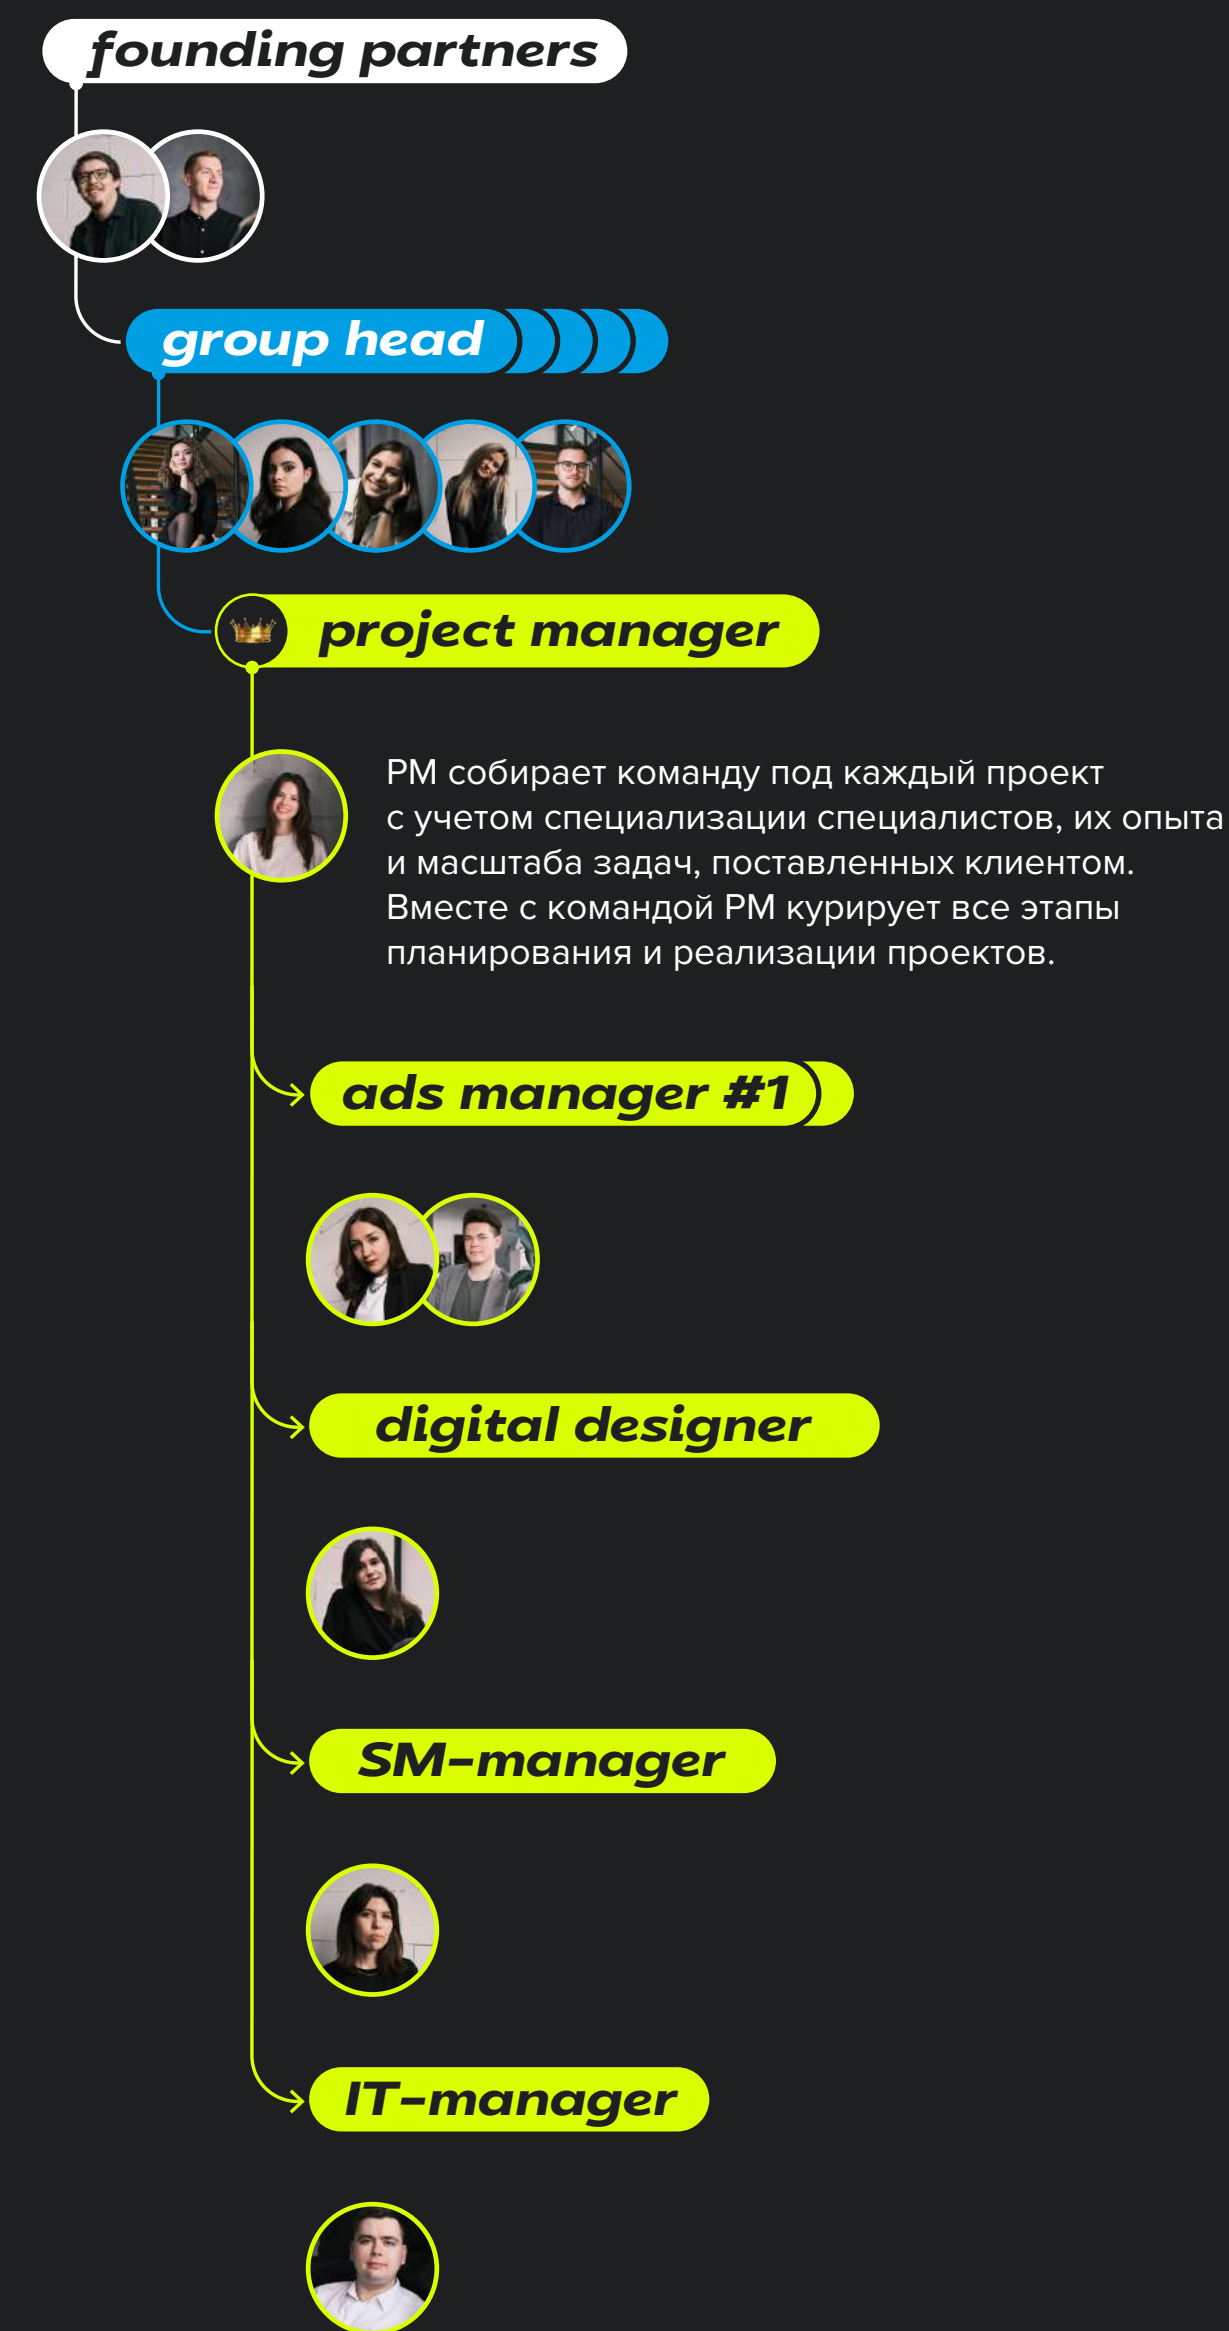 founding partners
group head
project manager
PM собирает команду под каждый проект
с учетом специализации специалистов, их опыта
и масштаба задач, поставленных клиентом.
Вместе с командой PM курирует все этапы
планирования и реализации проектов.
ads manager #1
digital designer
SM-manager
IT-manager